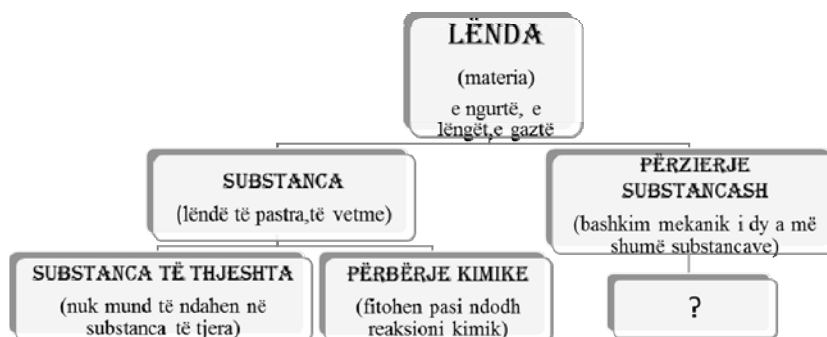 LËNDA
(materia)
e ngurtë, e
lëngët,e gaztë
SUBSTANCA
(lëndë të pastra,të vetme)
PËRZIERJE
SUBSTANCASH
(bashkim mekanik i dy a më
shumë substancave)
SUBSTANCA TË THJESHTA
(nuk mund të ndahen në
substanca të tjera)
PËRBËRJE KIMIKE
(fitohen pasi ndodh
reaksioni kimik)
?